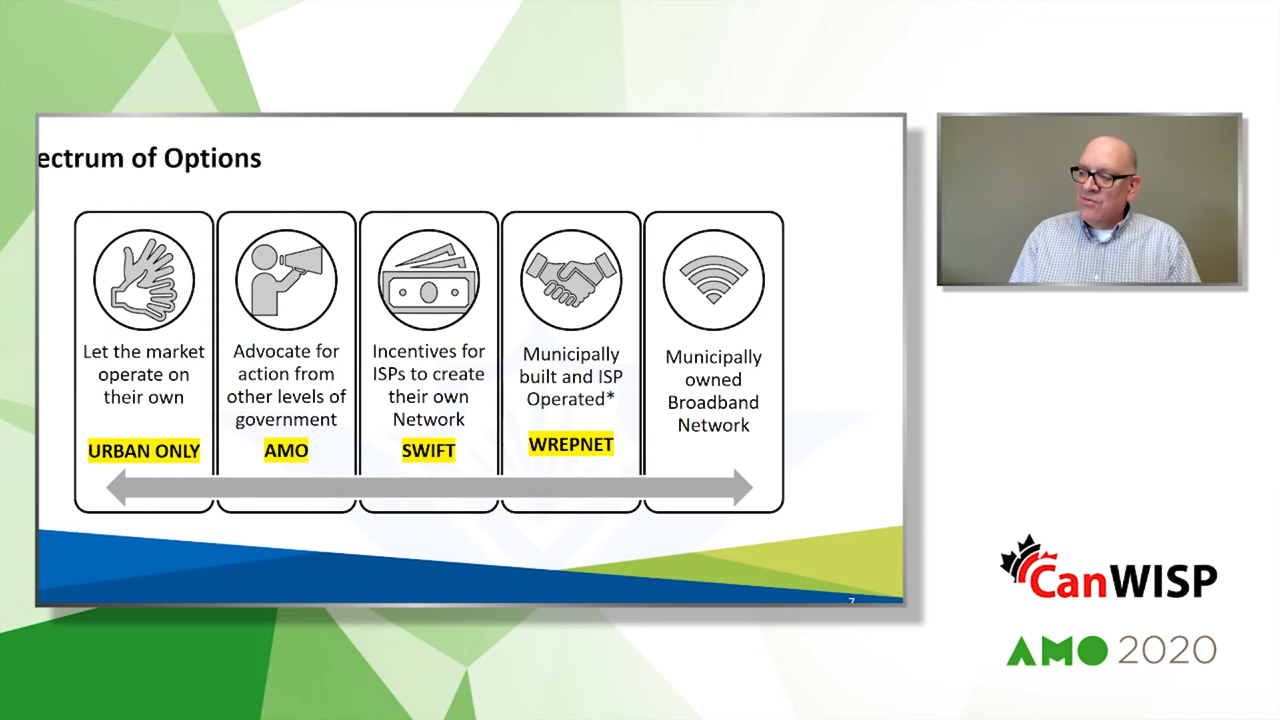 ectrum of Options
Let the market
operate on
their own
URBAN ONLY
Advocate for
action from
other levels of
government
AMO
Incentives for
ISPs to create
their own
Network
SWIFT
Municipally
built and ISP
Operated*
WREPNET
Municipally
owned
Broadband
Network
7
CanWISP
AMO 2020